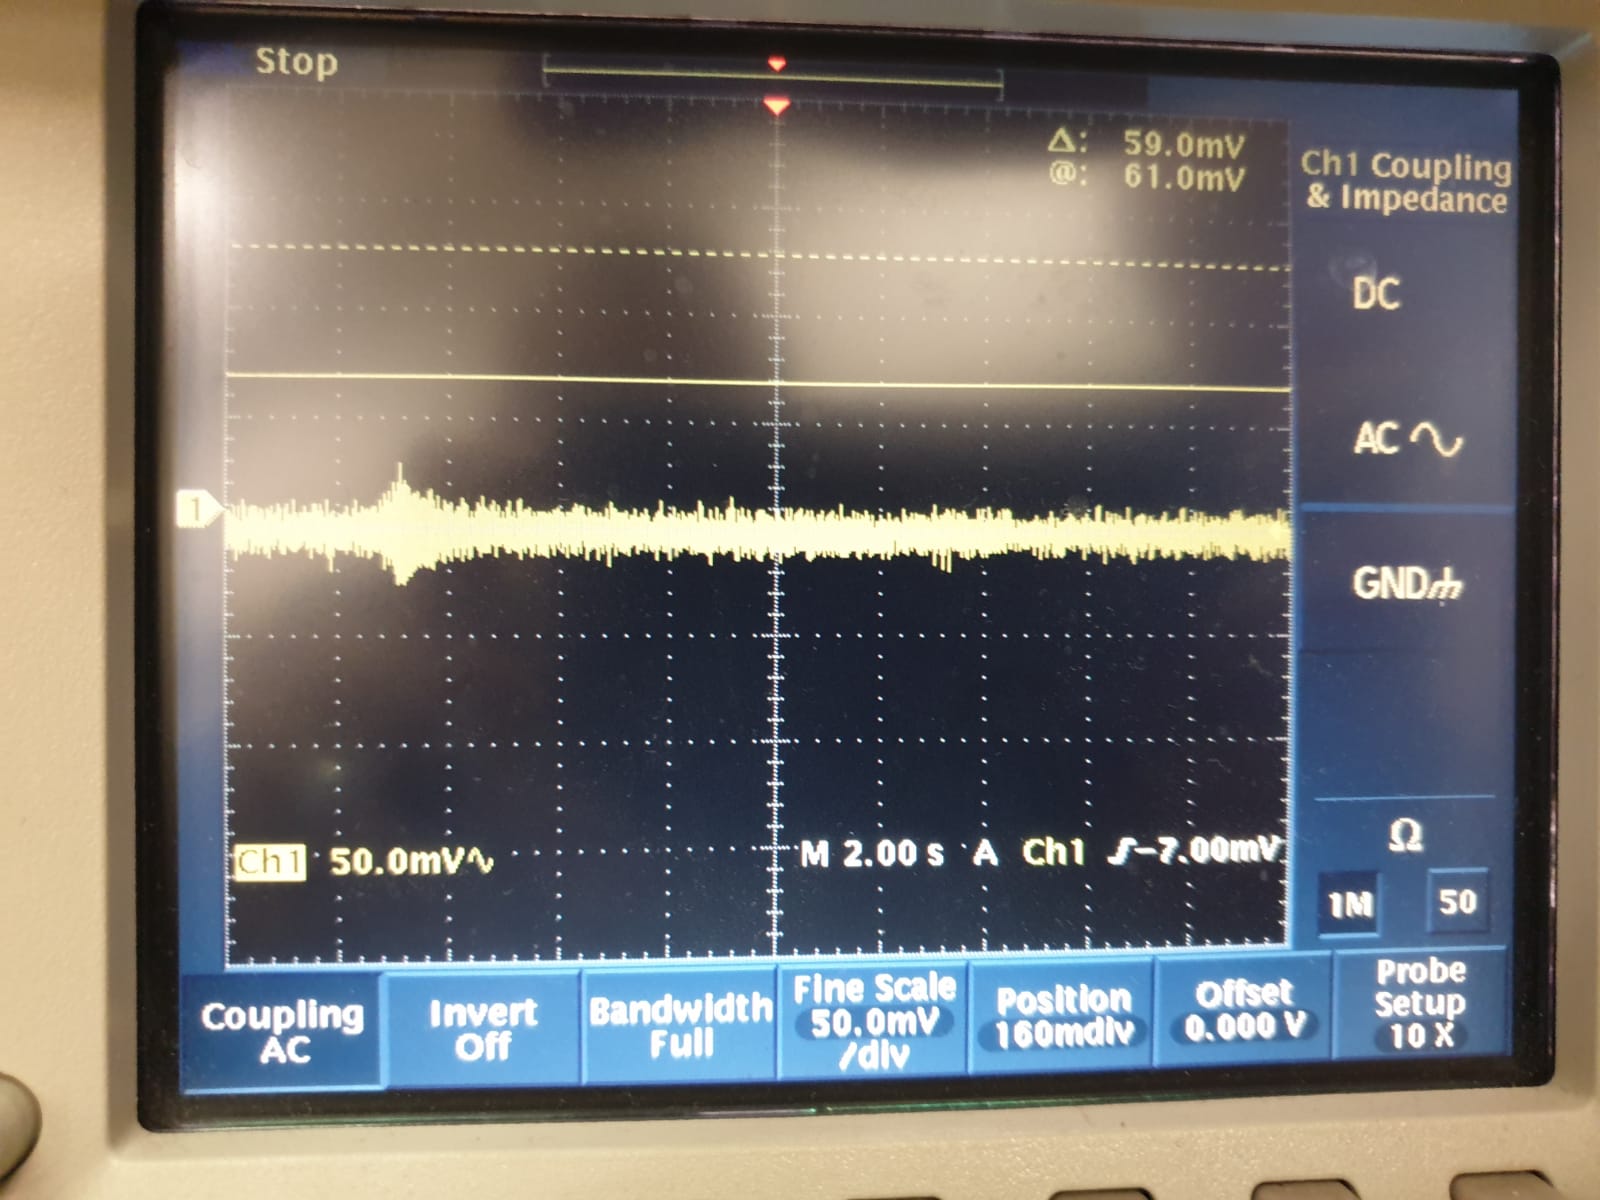 Stop
Δ: 59.0mV
@: 61.0mV
Ch1 Coupling
& Impedance
DC
AC
GND
1
Ω
1M 50
Ch1 50.0mV M 2.00 s A Ch1 -7.00mV
Coupling
AC
Invert
Off
Bandwidth
Full
Fine Scale
50.0mV
/div
Position
160mdiv
Offset
0.000 V
Probe
Setup
10 X